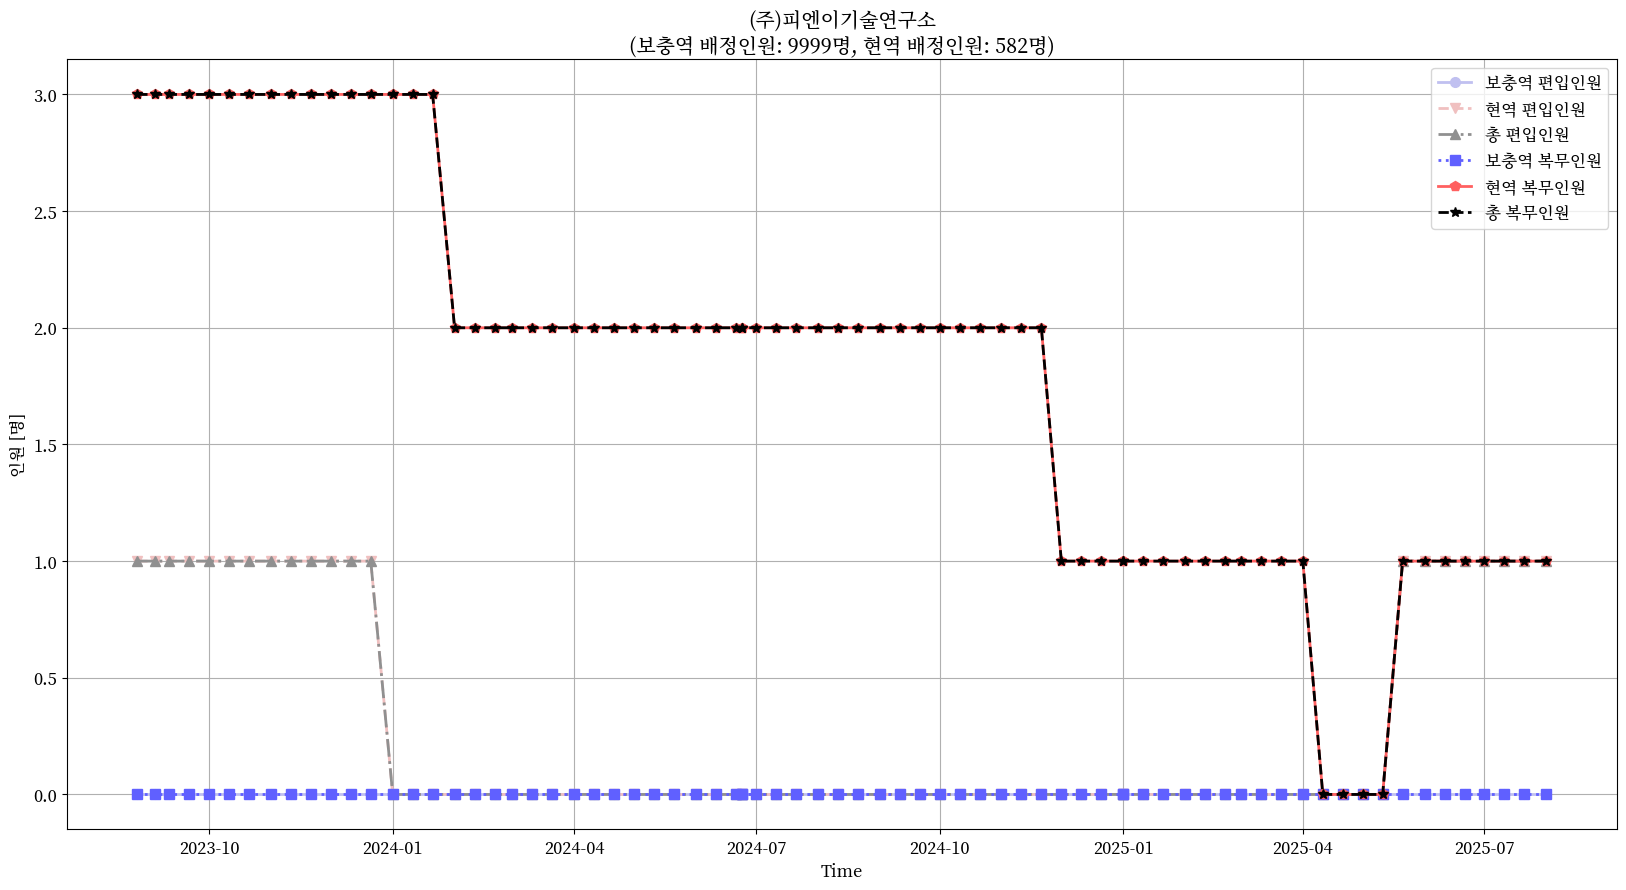 (주)피엔이기술연구소
(보충역 배정인원: 9999명, 현역 배정인원: 582명)
보충역 편입인원
현역 편입인원
총 편입인원
보충역 복무인원
현역 복무인원
총 복무인원
인원 [명]
3.0
2.5
2.0
1.5
1.0
0.5
0.0
2023-10
2024-01
2024-04
2024-07
2024-10
2025-01
2025-04
2025-07
Time